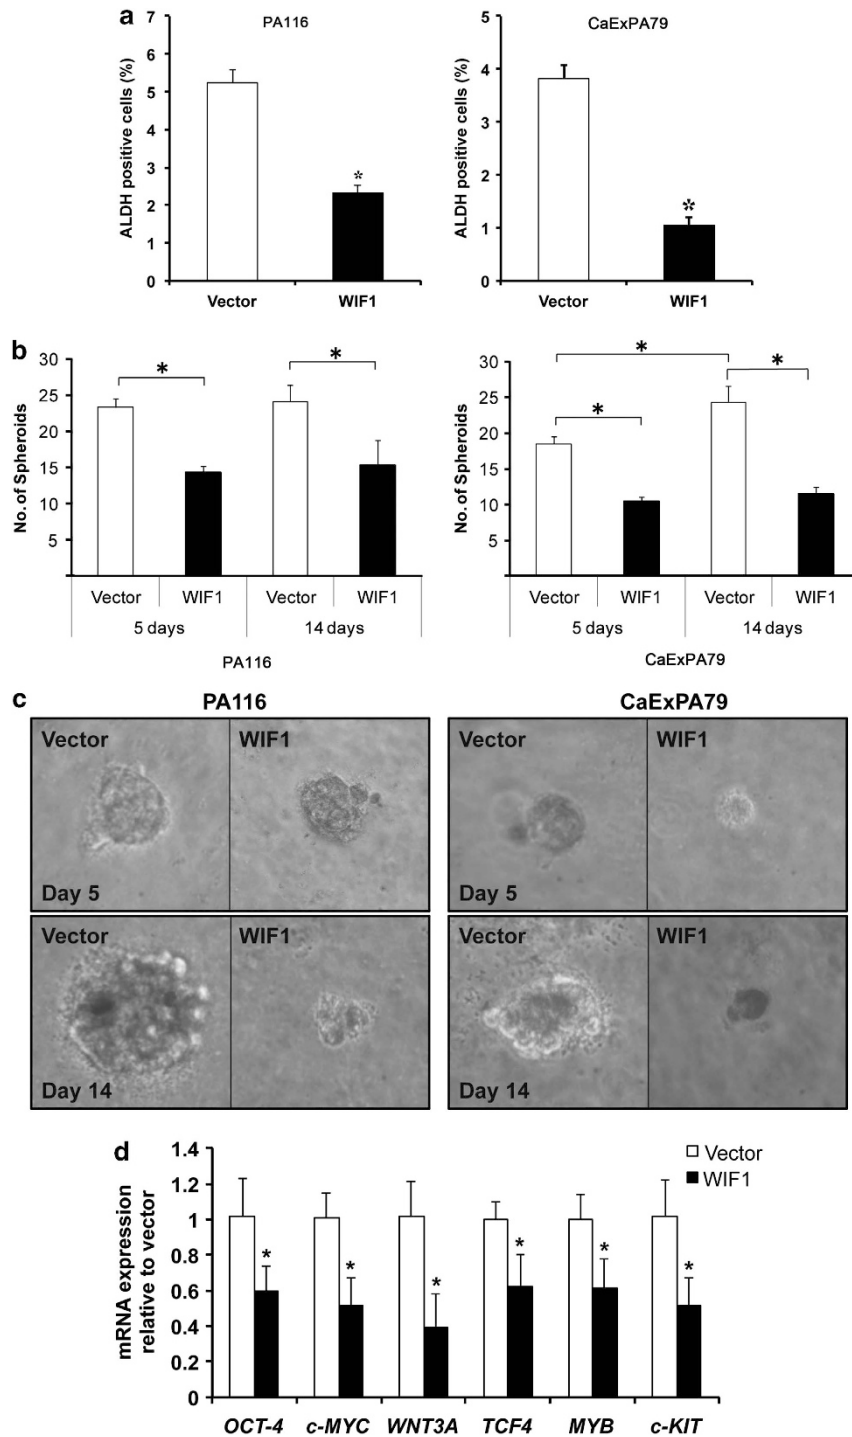 a
PA116
CaExPA79
ALDH positive cells (%)
7
6
5
4
3
2
1
0
*
Vector
WIF1
ALDH positive cells (%)
5
4
3
2
1
0
*
Vector
WIF1
b
No. of Spheroids
30
25
20
15
10
5
*
*
Vector
WIF1
Vector
WIF1
5 days
14 days
PA116
No. of Spheroids
30
25
20
15
10
5
*
*
*
Vector
WIF1
Vector
WIF1
5 days
14 days
CaExPA79
c
PA116
CaExPA79
Vector
WIF1
Vector
WIF1
Day 5
Day 5
Vector
WIF1
Vector
WIF1
Day 14
Day 14
d
mRNA expression
relative to vector
1.4
1.2
1
0.8
0.6
0.4
0.2
0
Vector
WIF1
*
*
*
*
*
*
OCT-4 c-MYC WNT3A TCF4 MYB c-KIT